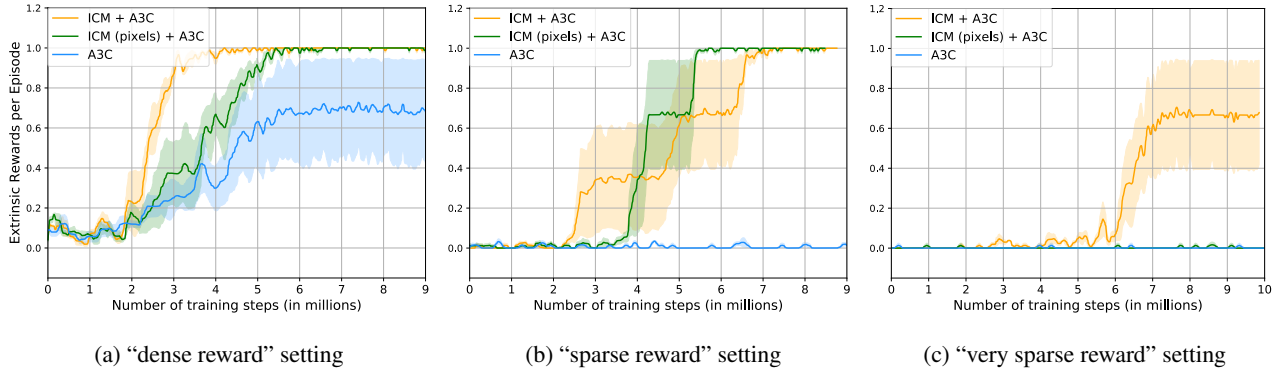 Extrinsic Rewards per Episode
1.2
1.0
0.8
0.6
0.4
0.2
0.0
ICM + A3C
ICM (pixels) + A3C
A3C
0 1 2 3 4 5 6 7 8 9
Number of training steps (in millions)
(a) “dense reward” setting
1.2
1.0
0.8
0.6
0.4
0.2
0.0
ICM + A3C
ICM (pixels) + A3C
A3C
0 1 2 3 4 5 6 7 8 9
Number of training steps (in millions)
(b) “sparse reward” setting
1.2
1.0
0.8
0.6
0.4
0.2
0.0
ICM + A3C
ICM (pixels) + A3C
A3C
0 1 2 3 4 5 6 7 8 9 10
Number of training steps (in millions)
(c) “very sparse reward” setting